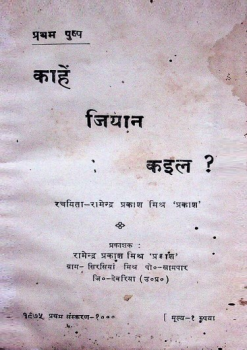 प्रथम पुष्प
काहें
जियान
कइल ?
रचयिता-रामेन्द्र प्रकाश मिश्र 'प्रकाश'
प्रकाशक :
रामेन्द्र प्रकाश मिश्र 'प्रकाश'
ग्राम-सिरसियाँ मिश्र पो०-खामपार
जि०-देवरिया (उ०प्र०)
१९७५ प्रथम संस्करण-१०००
[ मूल्य-१ रुपया